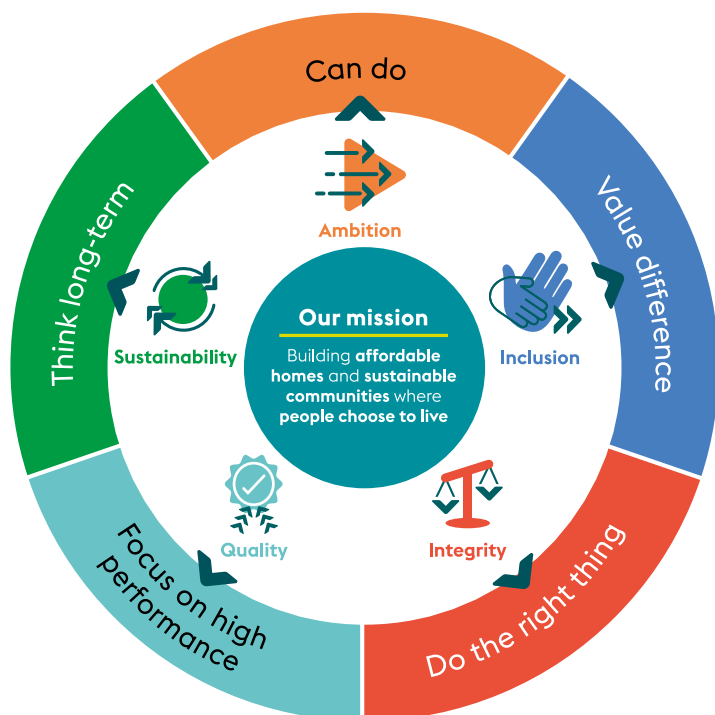 Can do
Value difference
Do the right thing
Focus on high
performance
Think long-term
Ambition
Inclusion
Integrity
Quality
Sustainability
Our mission
Building affordable
homes and sustainable
communities where
people choose to live